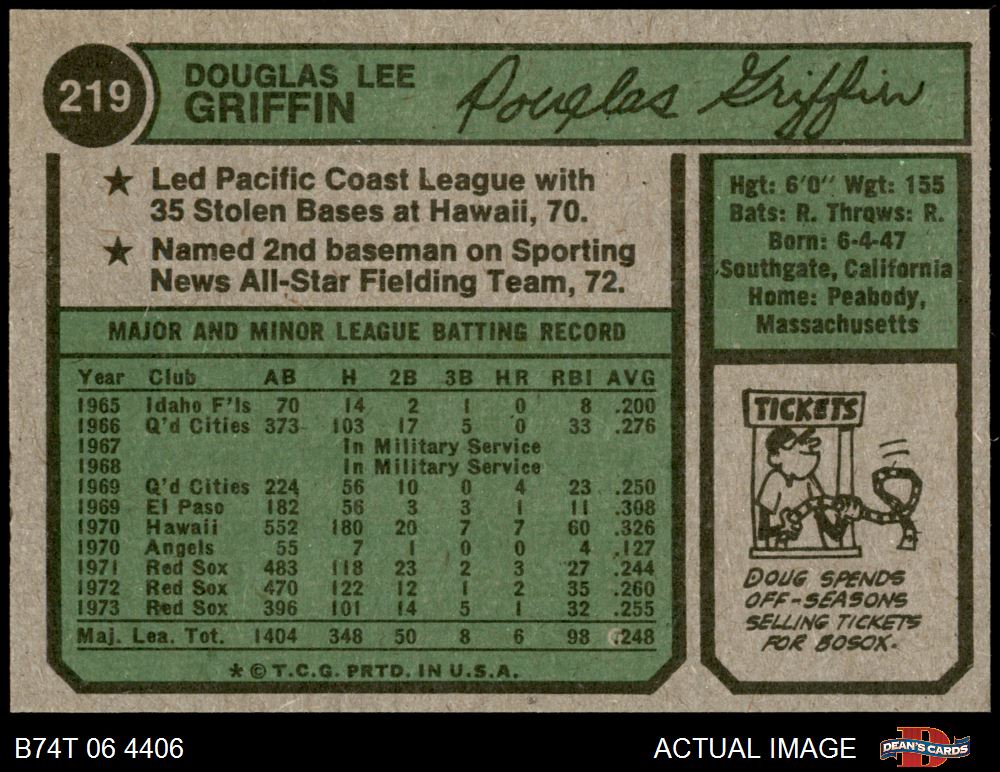 219
DOUGLAS LEE
GRIFFIN
Douglas Griffin
★ Led Pacific Coast League with
35 Stolen Bases at Hawaii, 70.
★ Named 2nd baseman on Sporting
News All-Star Fielding Team, 72.
MAJOR AND MINOR LEAGUE BATTING RECORD
Year Club AB H 2B 3B HR RBI AVG
1965 Idaho F'ls 70 14 2 1 0 8 .200
1966 Q'd Cities 373 103 17 5 0 33 .276
1967 In Military Service
1968 In Military Service
1969 Q'd Cities 224 56 10 0 4 23 .250
1969 El Paso 182 56 3 3 1 11 .308
1970 Hawaii 552 180 20 7 7 60 .326
1970 Angels 55 7 1 0 0 4 .127
1971 Red Sox 483 118 23 2 3 27 .244
1972 Red Sox 470 122 12 1 2 35 .260
1973 Red Sox 396 101 14 5 1 32 .255
Maj. Lea. Tot. 1404 348 50 8 6 98 .248
* © T.C.G. PRTD. IN U.S.A.
Hgt: 6'0" Wgt: 155
Bats: R. Throws: R.
Born: 6-4-47
Southgate, California
Home: Peabody,
Massachusetts
TICKETS
DOUG SPENDS
OFF-SEASONS
SELLING TICKETS
FOR BOSOX.
B74T 06 4406
ACTUAL IMAGE
D
DEAN'S CARDS